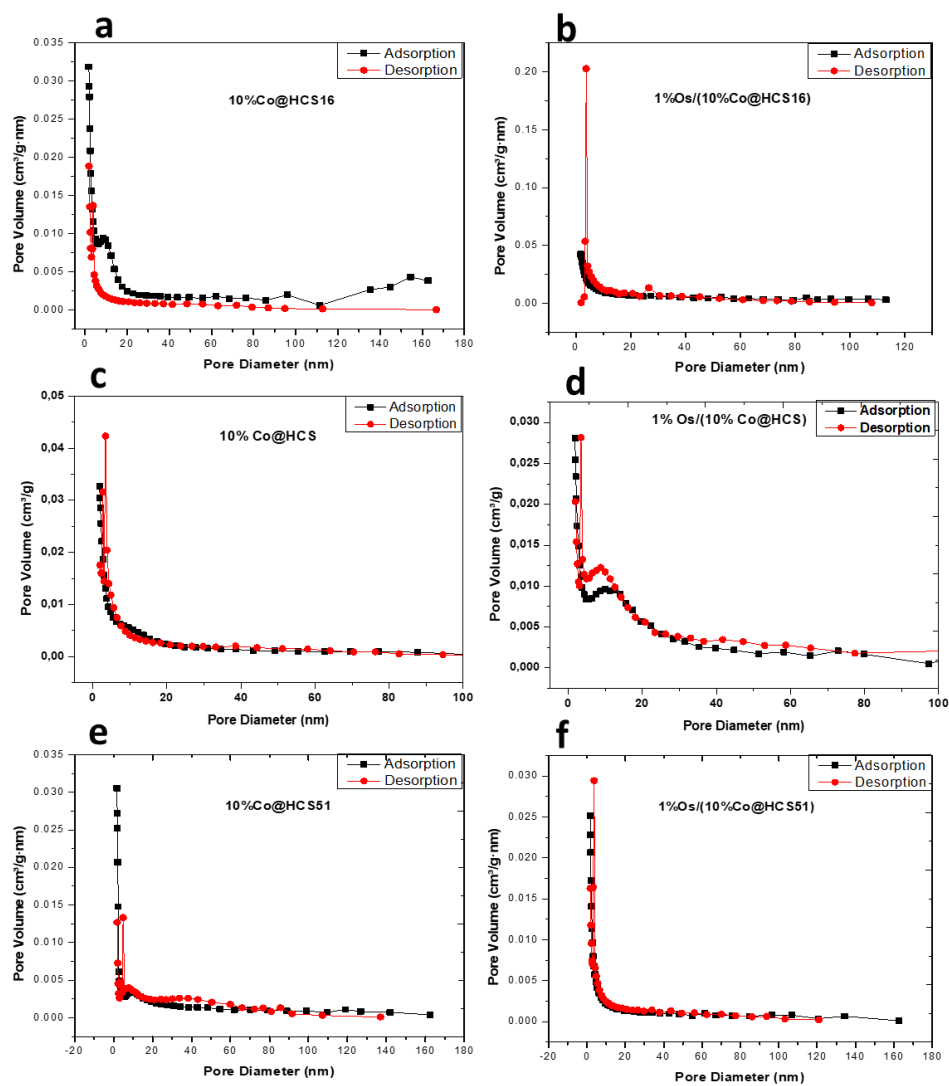 a
0.035
0.030
0.025
0.020
0.015
0.010
0.005
0.000
Pore Volume (cm³/g·nm)
Adsorption
Desorption
10%Co@HCS16
0 20 40 60 80 100 120 140 160 180
Pore Diameter (nm)
b
0.20
0.15
0.10
0.05
0.00
Pore Volume (cm³/g·nm)
Adsorption
Desorption
1%Os/(10%Co@HCS16)
0 20 40 60 80 100 120
Pore Diameter (nm)
c
0,05
0,04
0,03
0,02
0,01
0,00
Pore Volume (cm³/g)
Adsorption
Desorption
10% Co@HCS
0 20 40 60 80 100
Pore Diameter (nm)
d
0,030
0,025
0,020
0,015
0,010
0,005
0,000
Pore Volume (cm³/g)
Adsorption
Desorption
1% Os/(10% Co@HCS)
0 10 20 30 40 50 60 70 80 90 100
Pore Diameter (nm)
e
0.035
0.030
0.025
0.020
0.015
0.010
0.005
0.000
Pore Volume (cm³/g·nm)
Adsorption
Desorption
10%Co@HCS51
-20 0 20 40 60 80 100 120 140 160 180
Pore Diameter (nm)
f
0.030
0.025
0.020
0.015
0.010
0.005
0.000
Pore Volume (cm³/g·nm)
Adsorption
Desorption
1%Os/(10%Co@HCS51)
-20 0 20 40 60 80 100 120 140 160 180
Pore Diameter (nm)